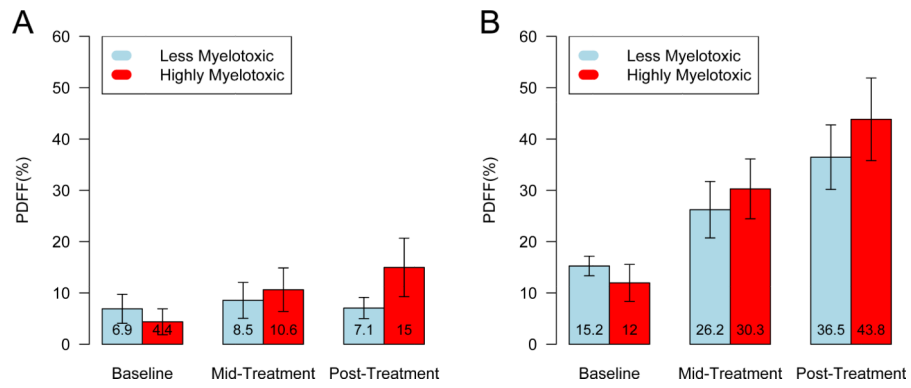 A
60
50
40
30
20
10
0
PDFF(%)
Less Myelotoxic
Highly Myelotoxic
6.9 4.4 8.5 10.6 7.1 15
Baseline Mid-Treatment Post-Treatment
B
60
50
40
30
20
10
0
PDFF(%)
Less Myelotoxic
Highly Myelotoxic
15.2 12 26.2 30.3 36.5 43.8
Baseline Mid-Treatment Post-Treatment